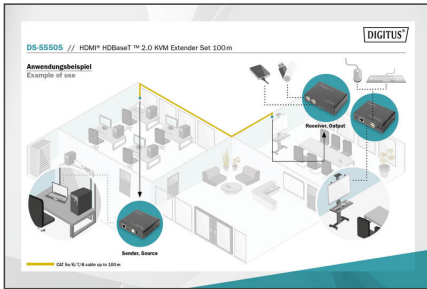 DIGITUS®
DS-55505 // HDMI® HDBaseT ™ 2.0 KVM Extender Set 100 m
Anwendungsbeispiel
Example of use
Receiver, Output
Sender, Source
CAT 5e/6/7/8 cable up to 100 m